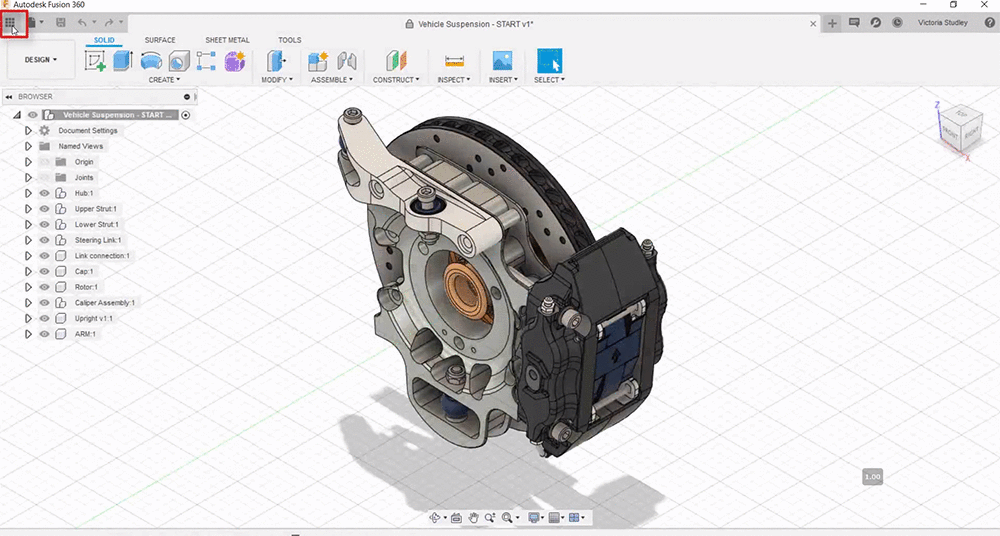 Autodesk Fusion 360
Vehicle Suspension - START v1*
Victoria Studley
DESIGN
SOLID SURFACE SHEET METAL TOOLS
CREATE MODIFY ASSEMBLE CONSTRUCT INSPECT INSERT SELECT
BROWSER
Vehicle Suspension - START ...
Document Settings
Named Views
Origin
Joints
Hub:1
Upper Strut:1
Lower Strut:1
Steering Link:1
Link connection:1
Cap:1
Rotor:1
Caliper Assembly:1
Upright v1:1
ARM:1
Z
TOP
FRONT RIGHT
X
1.00